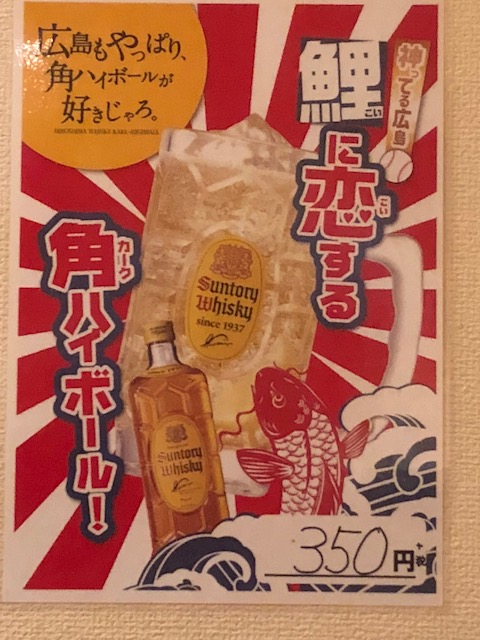 広島もやっぱり、
角ハイボールが
好きじゃろ。
神ってる広島
鯉に恋する
こい
こい
角ハイボール!
カーク
Suntory
Whisky
since 1937
Suntory
Whisky
350円+税